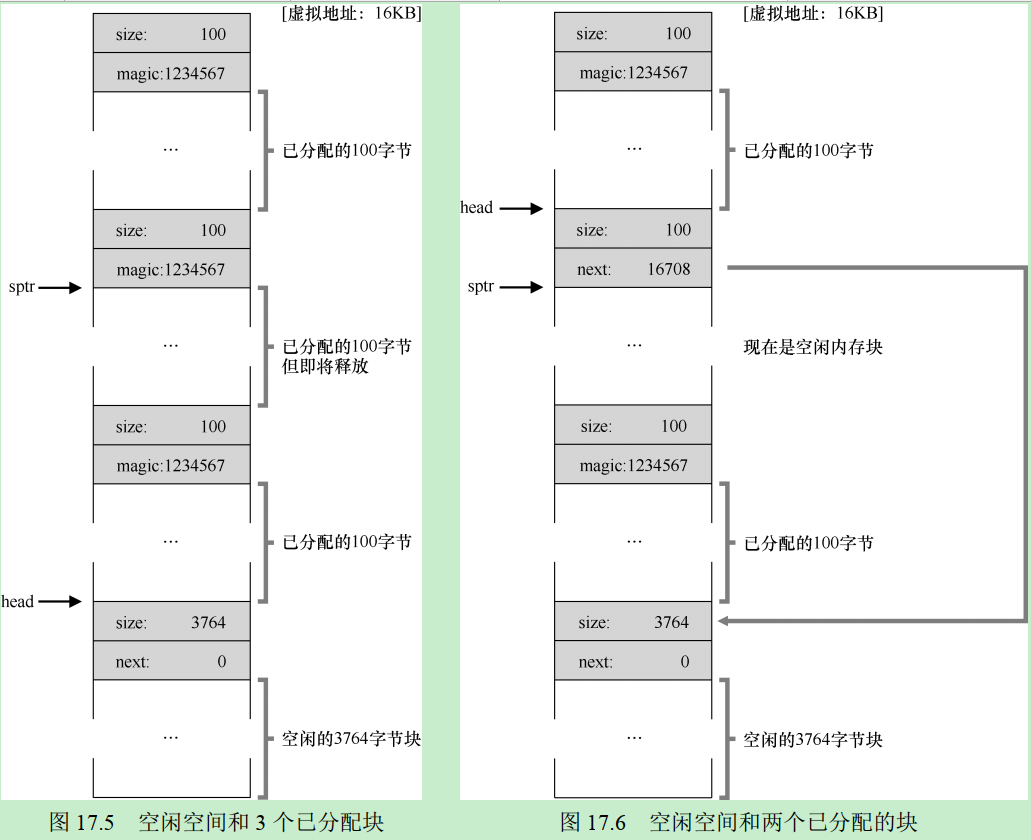 [虚拟地址：16KB]
size: 100
magic:1234567
...
已分配的100字节
size: 100
magic:1234567
sptr
...
已分配的100字节
但即将释放
size: 100
magic:1234567
...
已分配的100字节
head
size: 3764
next: 0
...
空闲的3764字节块
图 17.5 空闲空间和 3 个已分配块
[虚拟地址：16KB]
size: 100
magic:1234567
...
已分配的100字节
head
size: 100
next: 16708
sptr
...
现在是空闲内存块
size: 100
magic:1234567
...
已分配的100字节
size: 3764
next: 0
...
空闲的3764字节块
图 17.6 空闲空间和两个已分配的块